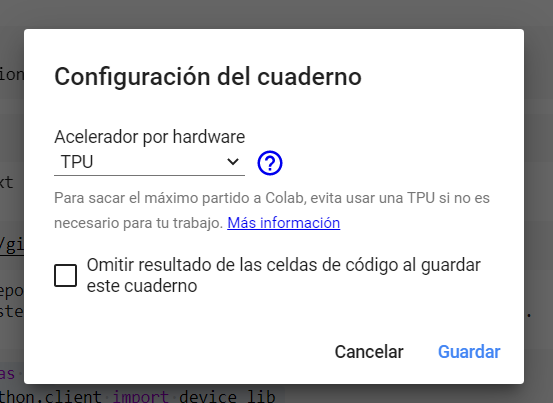 Configuración del cuaderno
ion
Acelerador por hardware
TPU
?
xt
Para sacar el máximo partido a Colab, evita usar una TPU si no es
necesario para tu trabajo. Más información
/gi
Omitir resultado de las celdas de código al guardar
este cuaderno
epo
ste
.
Cancelar
Guardar
as
thon.client import device_lib